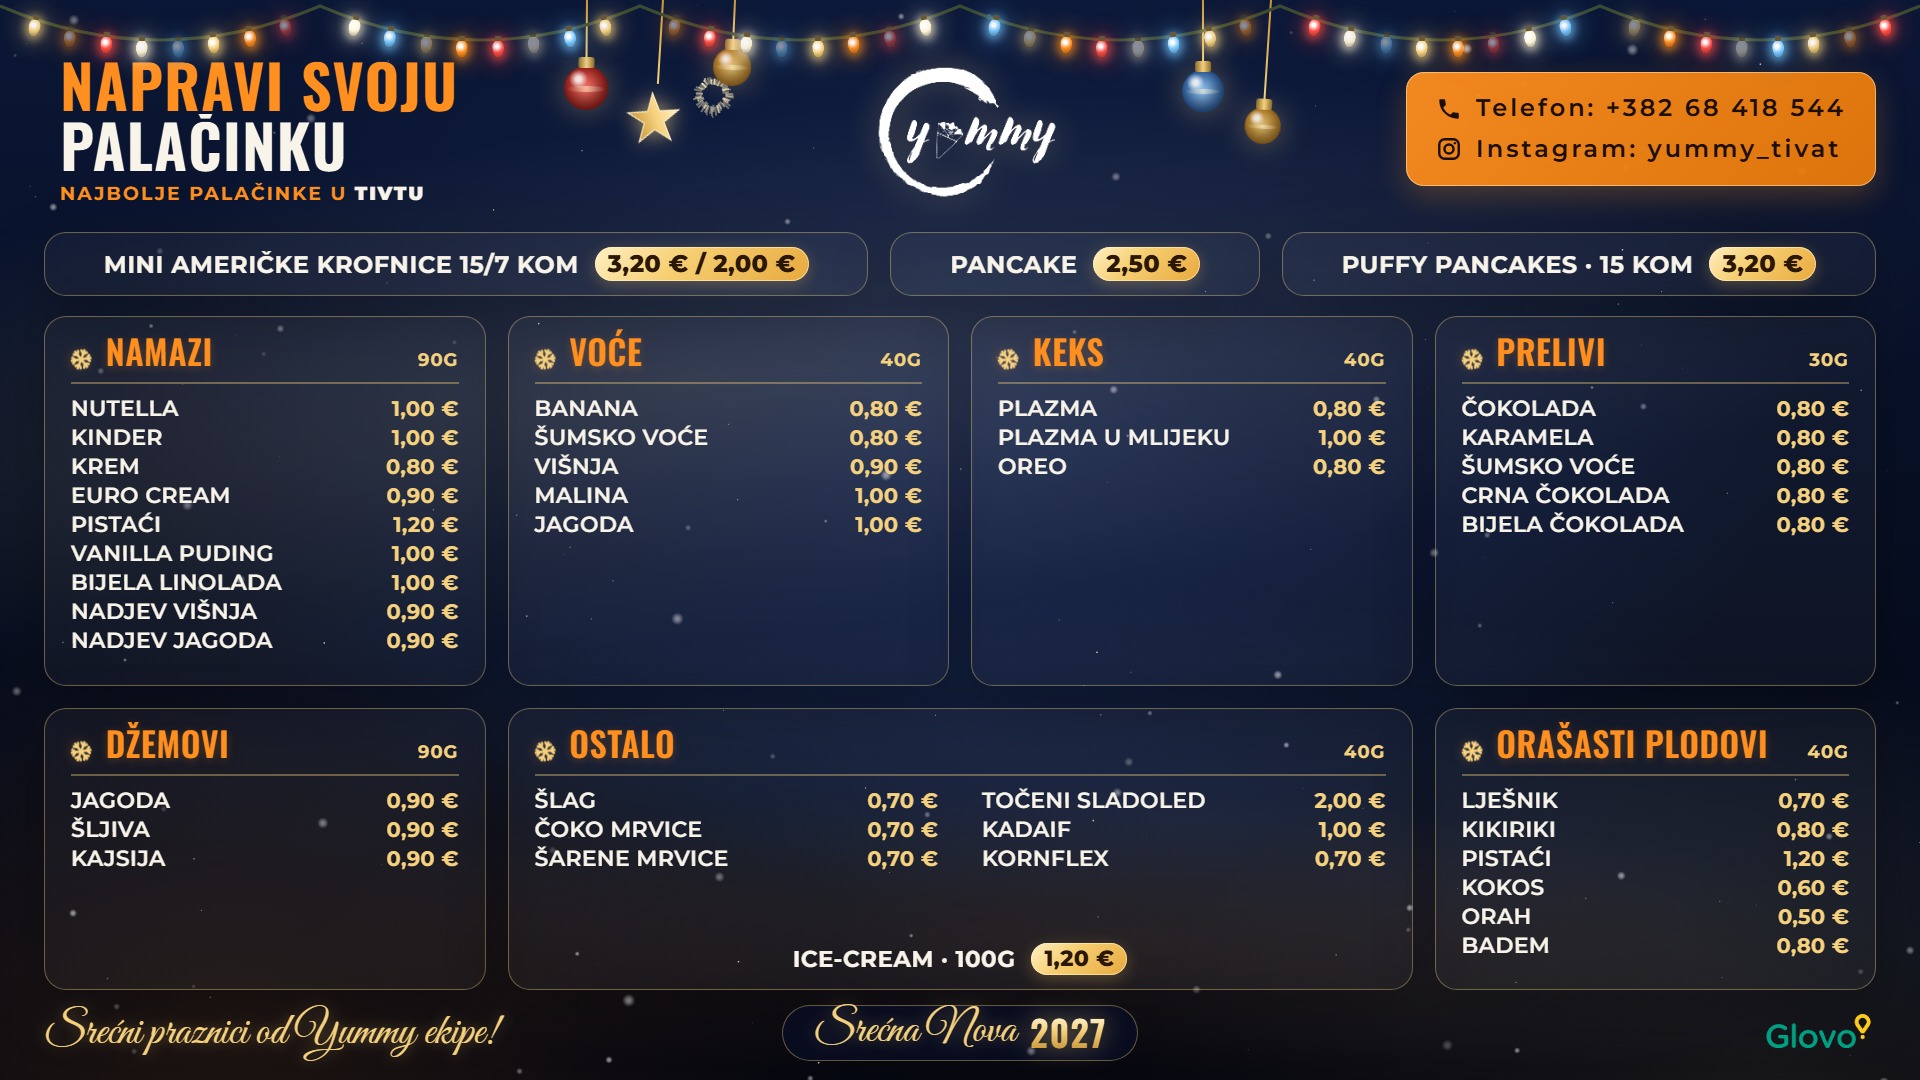 NAPRAVI SVOJU
PALAČINKU
NAJBOLJE PALAČINKE U TIVTU
yummy
Telefon: +382 68 418 544
Instagram: yummy_tivat
MINI AMERIČKE KROFNICE 15/7 KOM 3,20 € / 2,00 €
PANCAKE 2,50 €
PUFFY PANCAKES · 15 KOM 3,20 €
NAMAZI 90G
NUTELLA 1,00 €
KINDER 1,00 €
KREM 0,80 €
EURO CREAM 0,90 €
PISTAĆI 1,20 €
VANILLA PUDING 1,00 €
BIJELA LINOLADA 1,00 €
NADJEV VIŠNJA 0,90 €
NADJEV JAGODA 0,90 €
VOĆE 40G
BANANA 0,80 €
ŠUMSKO VOĆE 0,80 €
VIŠNJA 0,90 €
MALINA 1,00 €
JAGODA 1,00 €
KEKS 40G
PLAZMA 0,80 €
PLAZMA U MLIJEKU 1,00 €
OREO 0,80 €
PRELIVI 30G
ČOKOLADA 0,80 €
KARAMELA 0,80 €
ŠUMSKO VOĆE 0,80 €
CRNA ČOKOLADA 0,80 €
BIJELA ČOKOLADA 0,80 €
DŽEMOVI 90G
JAGODA 0,90 €
ŠLJIVA 0,90 €
KAJSIJA 0,90 €
OSTALO 40G
ŠLAG 0,70 €
ČOKO MRVICE 0,70 €
ŠARENE MRVICE 0,70 €
TOČENI SLADOLED 2,00 €
KADAIF 1,00 €
KORNFLEX 0,70 €
ICE-CREAM · 100G 1,20 €
ORAŠASTI PLODOVI 40G
LJEŠNIK 0,70 €
KIKIRIKI 0,80 €
PISTAĆI 1,20 €
KOKOS 0,60 €
ORAH 0,50 €
BADEM 0,80 €
Srećni praznici od Yummy ekipe!
Srećna Nova 2027
Glovo